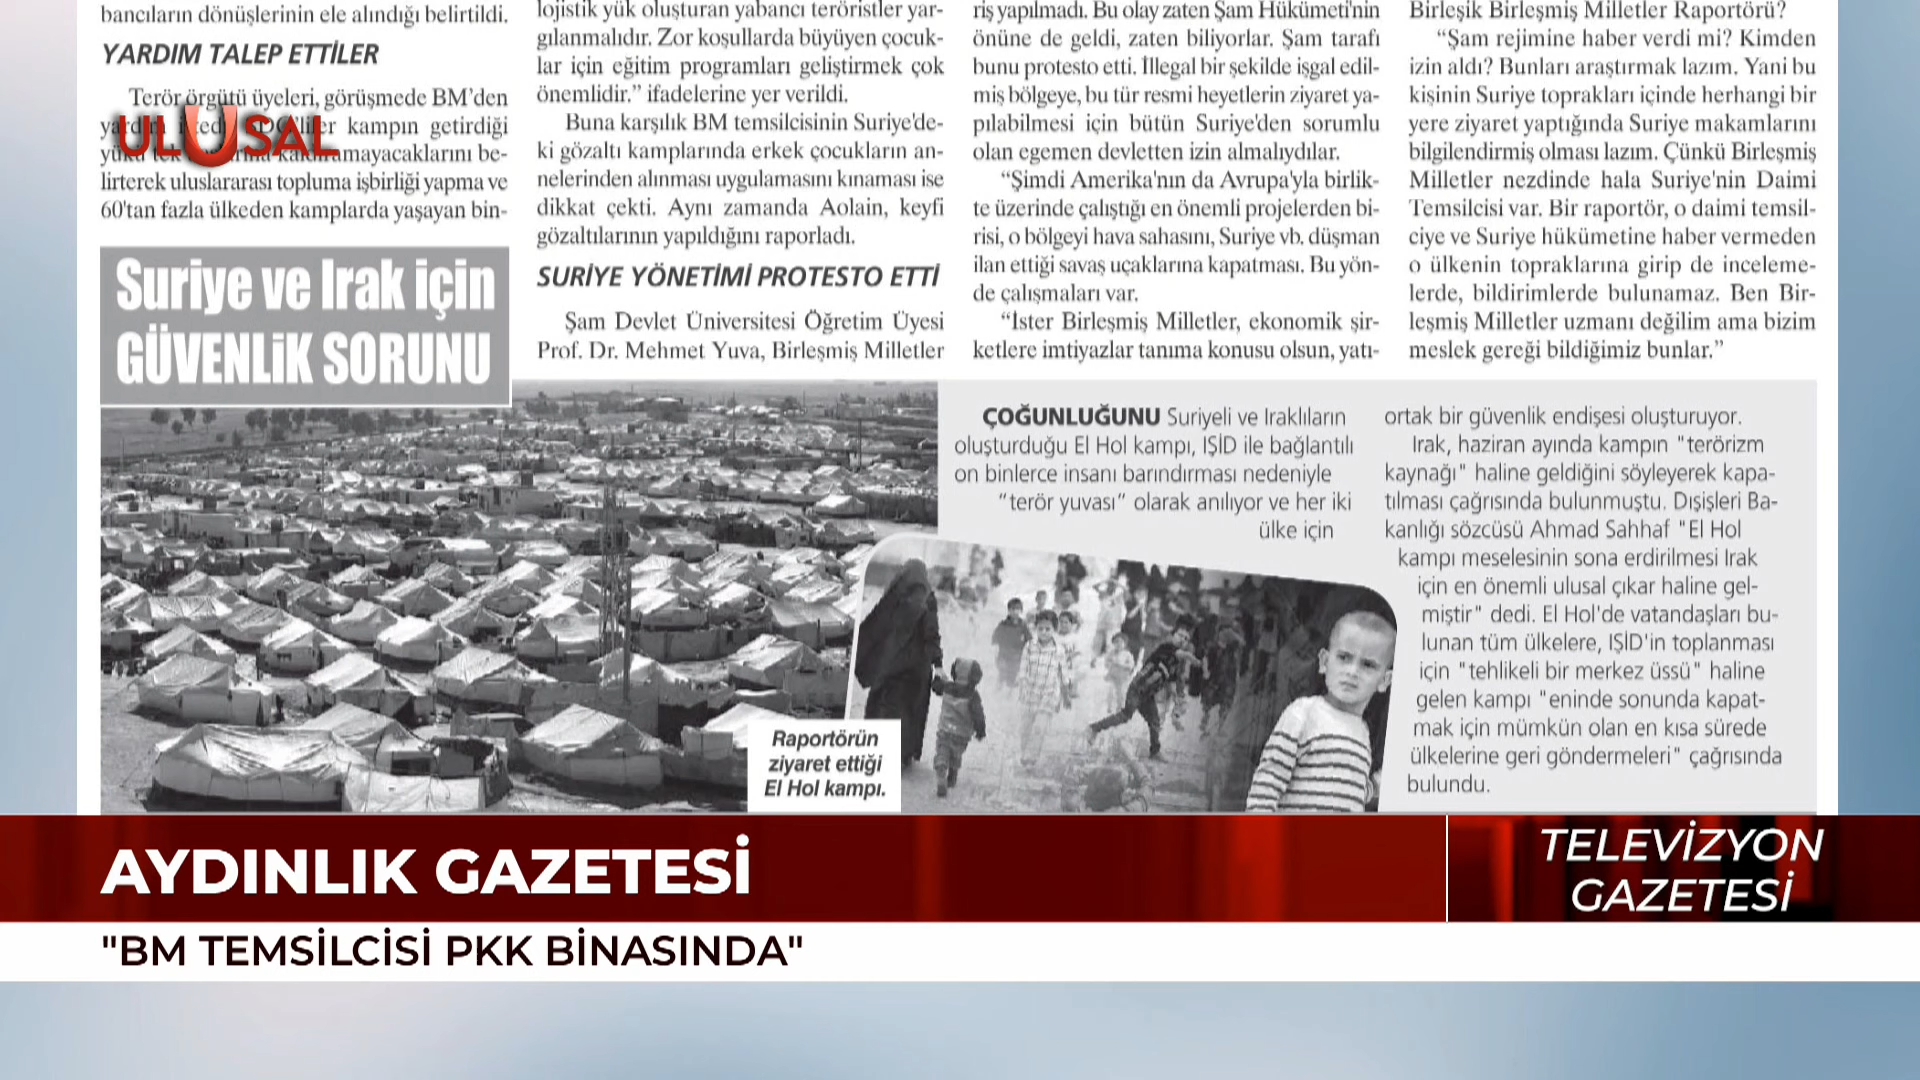 bancıların dönüşlerinin ele alındığı belirtildi.
YARDIM TALEP ETTİLER
Terör örgütü üyeleri, görüşmede BM'den
kampın getirdiği
mayacaklarını be-
lirterek uluslararası topluma işbirliği yapma ve
60'tan fazla ülkeden kamplarda yaşayan bin-
ULUSAL
Suriye ve Irak için
GÜVENLİK SORUNU
lojistik yük oluşturan yabancı teröristler yar-
gılanmalıdır. Zor koşullarda büyüyen çocuk-
lar için eğitim programları geliştirmek çok
önemlidir.” ifadelerine yer verildi.
Buna karşılık BM temsilcisinin Suriye'de-
ki gözaltı kamplarında erkek çocukların an-
nelerinden alınması uygulamasını kınaması ise
dikkat çekti. Aynı zamanda Aolain, keyfi
gözaltılarının yapıldığını raporladı.
SURİYE YÖNETİMİ PROTESTO ETTİ
Şam Devlet Üniversitesi Öğretim Üyesi
Prof. Dr. Mehmet Yuva, Birleşmiş Milletler
riş yapılmadı. Bu olay zaten Şam Hükümeti'nin
önüne de geldi, zaten biliyorlar. Şam tarafı
bunu protesto etti. İllegal bir şekilde işgal edil-
miş bölgeye, bu tür resmi heyetlerin ziyaret ya-
pılabilmesi için bütün Suriye'den sorumlu
olan egemen devletten izin almalıydılar.
“Şimdi Amerika'nın da Avrupa'yla birlik-
te üzerinde çalıştığı en önemli projelerden bi-
risi, o bölgeyi hava sahasını, Suriye vb. düşman
ilan ettiği savaş uçaklarına kapatması. Bu yön-
de çalışmaları var.
“İster Birleşmiş Milletler, ekonomik şir-
ketlere imtiyazlar tanıma konusu olsun, yatı-
Birleşik Birleşmiş Milletler Raportörü?
“Şam rejimine haber verdi mi? Kimden
izin aldı? Bunları araştırmak lazım. Yani bu
kişinin Suriye toprakları içinde herhangi bir
yere ziyaret yaptığında Suriye makamlarını
bilgilendirmiş olması lazım. Çünkü Birleşmiş
Milletler nezdinde hala Suriye'nin Daimi
Temsilcisi var. Bir raportör, o daimi temsil-
ciye ve Suriye hükümetine haber vermeden
o ülkenin topraklarına girip de inceleme-
lerde, bildirimlerde bulunamaz. Ben Bir-
leşmiş Milletler uzmanı değilim ama bizim
meslek gereği bildiğimiz bunlar.”
ÇOĞUNLUĞUNU Suriyeli ve Iraklıların
oluşturduğu El Hol kampı, IŞİD ile bağlantılı
on binlerce insanı barındırması nedeniyle
“terör yuvası” olarak anılıyor ve her iki
ülke için
ortak bir güvenlik endişesi oluşturuyor.
Irak, haziran ayında kampın "terörizm
kaynağı" haline geldiğini söyleyerek kapa-
tılması çağrısında bulunmuştu. Dışişleri Ba-
kanlığı sözcüsü Ahmad Sahhaf "El Hol
kampı meselesinin sona erdirilmesi Irak
için en önemli ulusal çıkar haline gel-
miştir" dedi. El Hol'de vatandaşları bu-
lunan tüm ülkelere, IŞİD'in toplanması
için "tehlikeli bir merkez üssü" haline
gelen kampı "eninde sonunda kapat-
mak için mümkün olan en kısa sürede
ülkelerine geri göndermeleri" çağrısında
bulundu.
Raportörün
ziyaret ettiği
El Hol kampı.
AYDINLIK GAZETESİ
TELEVİZYON
GAZETESİ
"BM TEMSİLCİSİ PKK BİNASINDA"